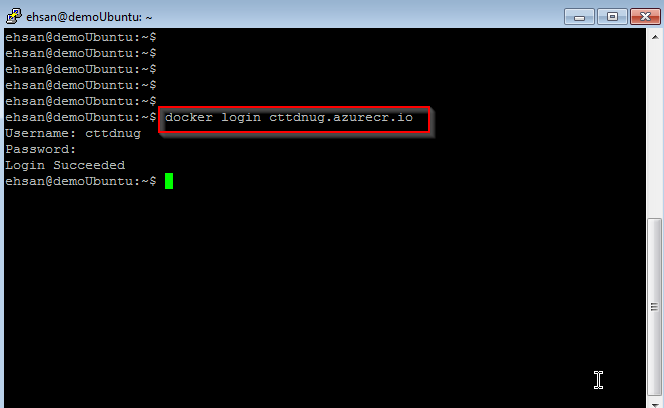 ehsan@demoUbuntu: ~
ehsan@demoUbuntu:~$
ehsan@demoUbuntu:~$
ehsan@demoUbuntu:~$
ehsan@demoUbuntu:~$
ehsan@demoUbuntu:~$
ehsan@demoUbuntu:~$ docker login cttdnug.azurecr.io
Username: cttdnug
Password:
Login Succeeded
ehsan@demoUbuntu:~$